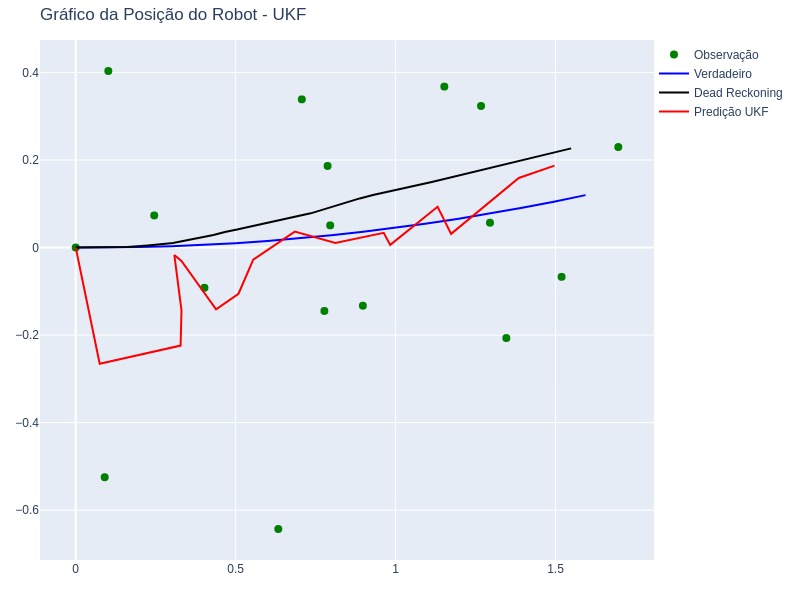 Gráfico da Posição do Robot - UKF
Observação
Verdadeiro
Dead Reckoning
Predição UKF
0.4
0.2
0
−0.2
−0.4
−0.6
0
0.5
1
1.5